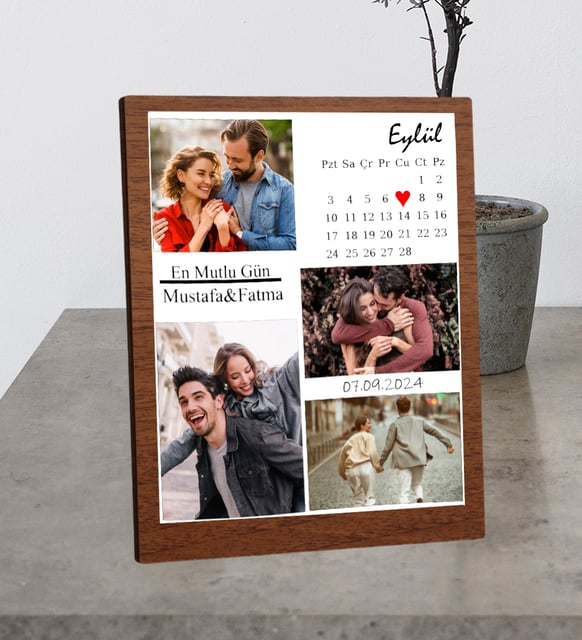 Eylül
Pzt Sa Çr Pr Cu Ct Pz
1 2
3 4 5 6 8 9
10 11 12 13 14 15 16
17 18 19 20 21 22 23
24 25 26 27 28
En Mutlu Gün
Mustafa&Fatma
07.09.2024